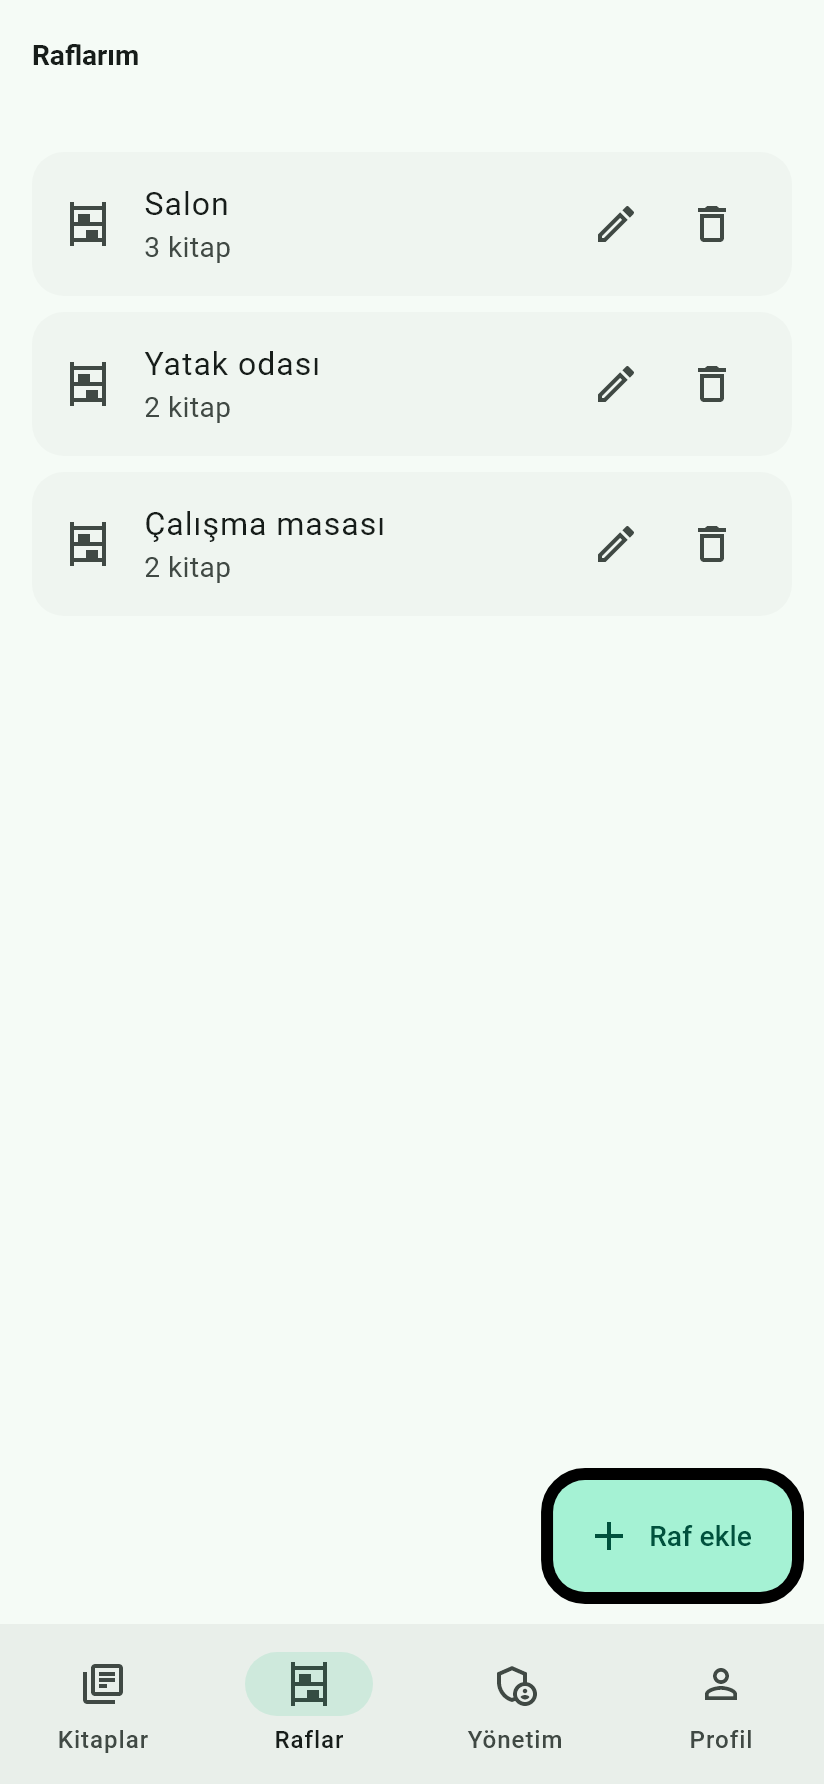 Raflarım
Salon
3 kitap
Yatak odası
2 kitap
Çalışma masası
2 kitap
Raf ekle
Kitaplar
Raflar
Yönetim
Profil